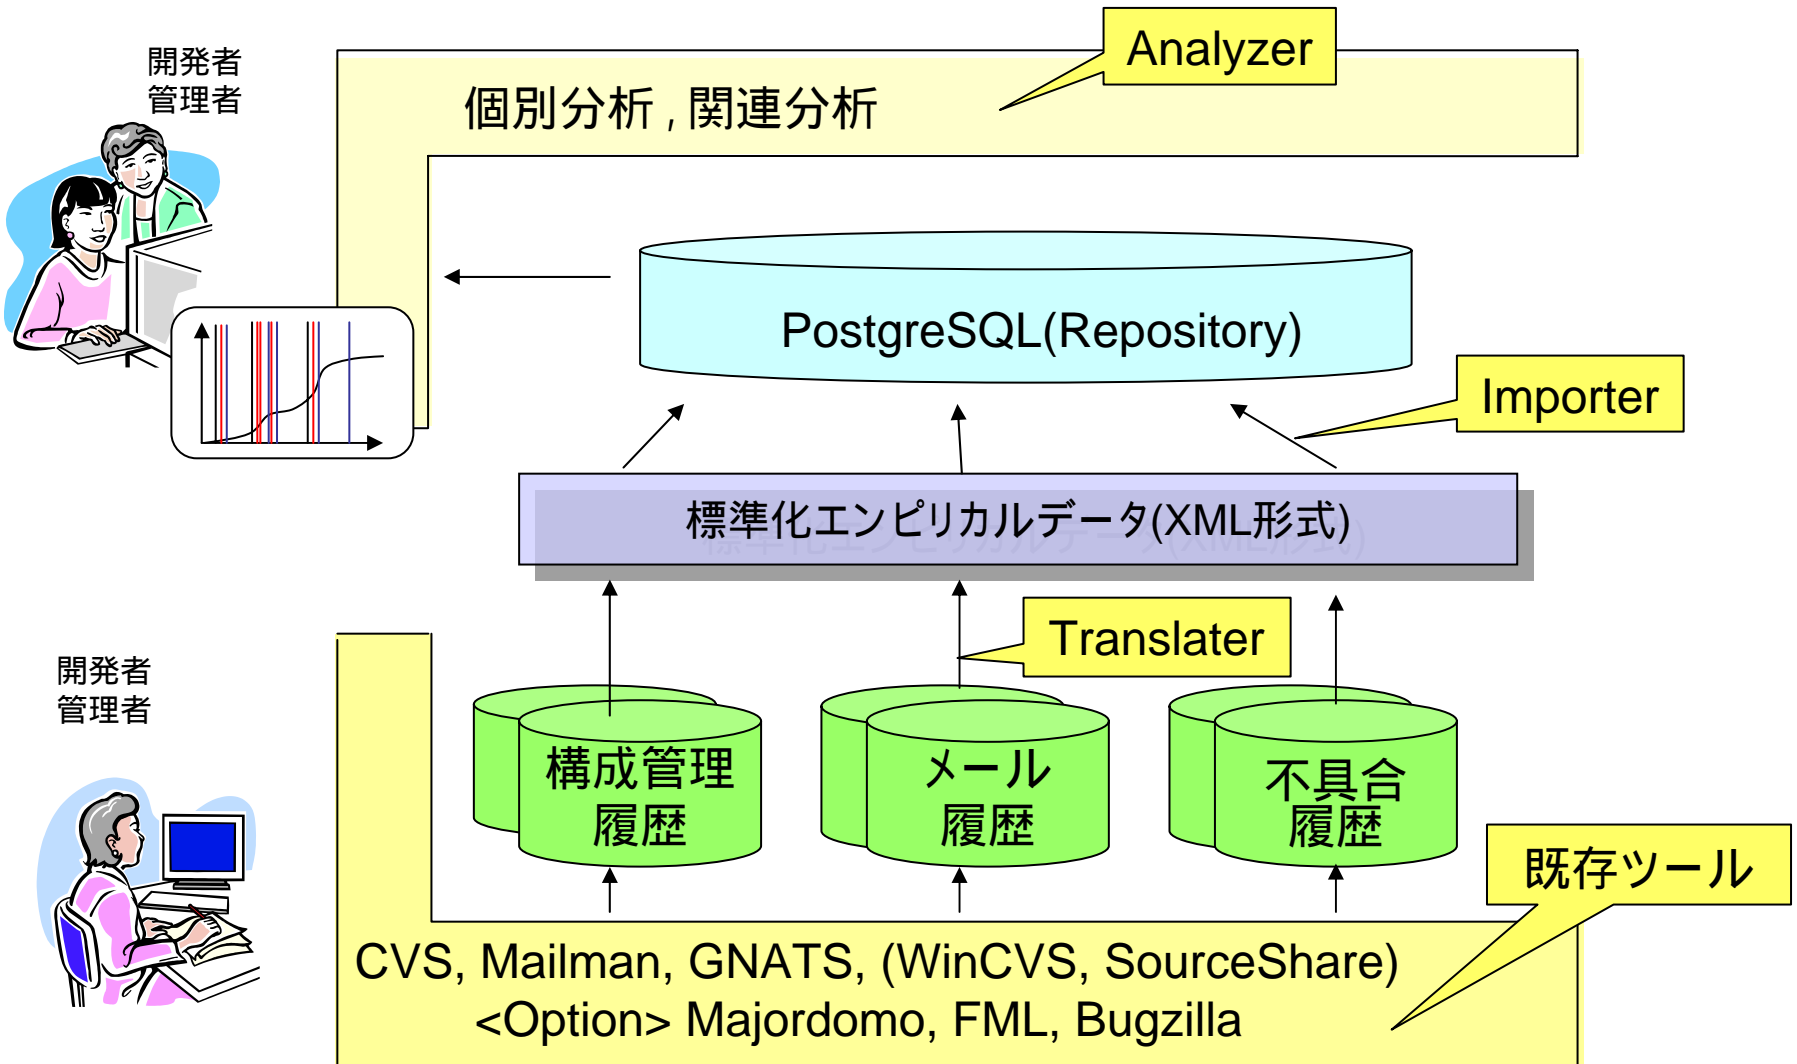 開発者
管理者
Analyzer
個別分析 , 関連分析
PostgreSQL(Repository)
Importer
標準化エンピリカルデータ(XML形式)
Translater
開発者
管理者
構成管理
履歴
メール
履歴
不具合
履歴
既存ツール
CVS, Mailman, GNATS, (WinCVS, SourceShare)
<Option> Majordomo, FML, Bugzilla